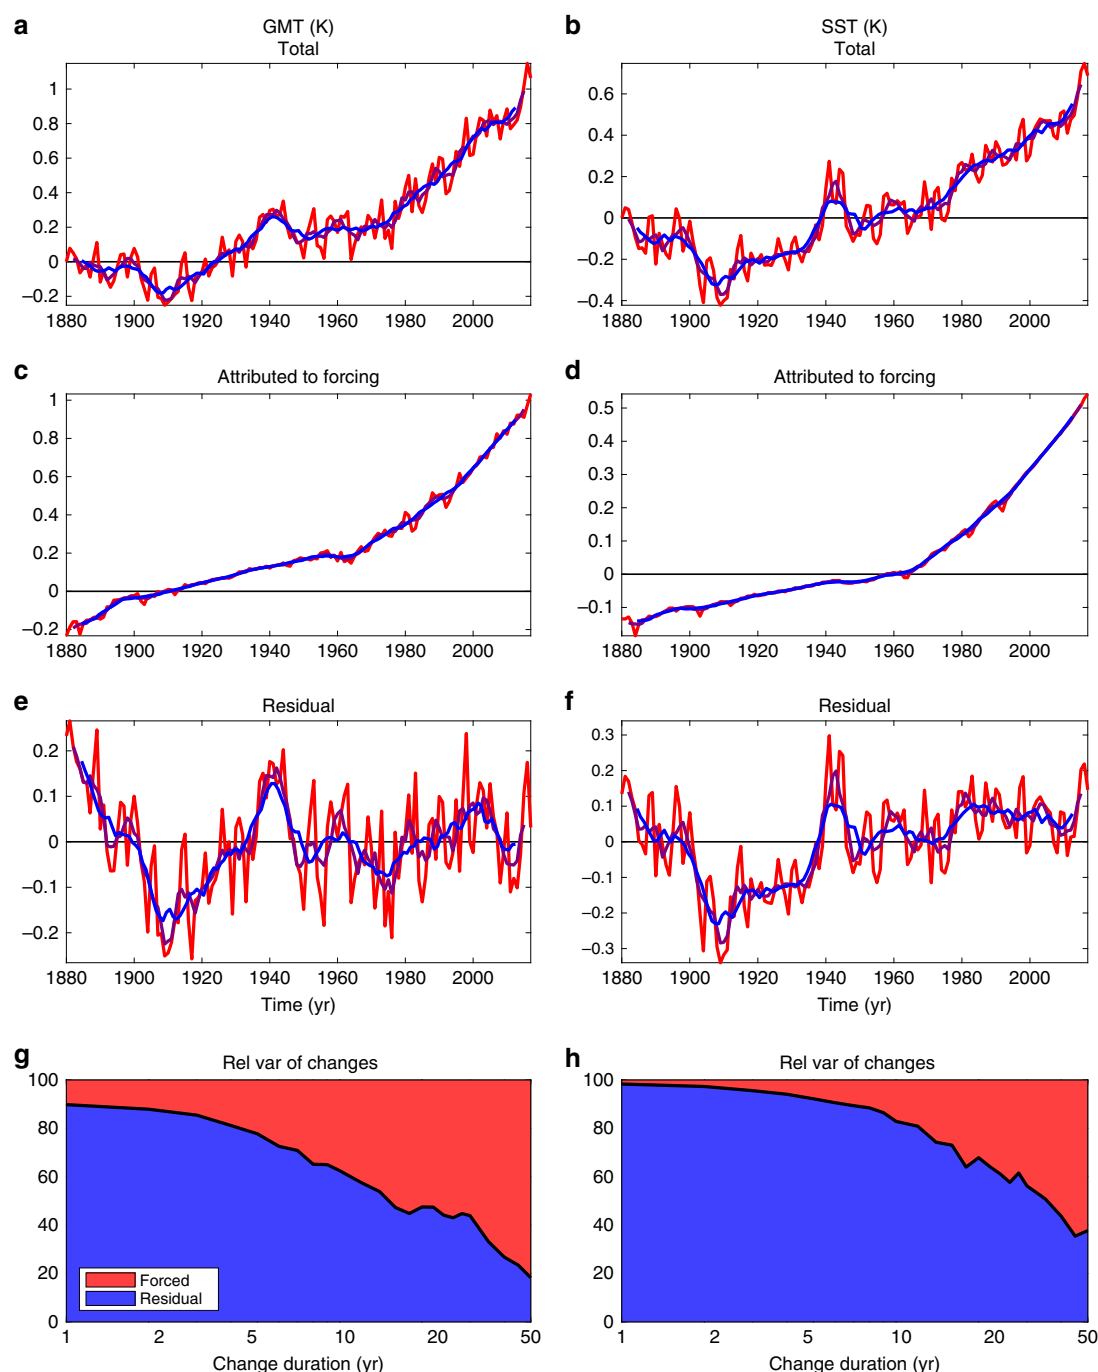 a
GMT (K)
Total
1
0.8
0.6
0.4
0.2
0
−0.2
1880 1900 1920 1940 1960 1980 2000
b
SST (K)
Total
0.6
0.4
0.2
0
−0.2
−0.4
1880 1900 1920 1940 1960 1980 2000
c
Attributed to forcing
1
0.8
0.6
0.4
0.2
0
−0.2
1880 1900 1920 1940 1960 1980 2000
d
Attributed to forcing
0.5
0.4
0.3
0.2
0.1
0
−0.1
1880 1900 1920 1940 1960 1980 2000
e
Residual
0.2
0.1
0
−0.1
−0.2
1880 1900 1920 1940 1960 1980 2000
Time (yr)
f
Residual
0.3
0.2
0.1
0
−0.1
−0.2
−0.3
1880 1900 1920 1940 1960 1980 2000
Time (yr)
g
Rel var of changes
100
80
60
40
20
0
Forced
Residual
1 2 5 10 20 50
Change duration (yr)
h
Rel var of changes
100
80
60
40
20
0
1 2 5 10 20 50
Change duration (yr)